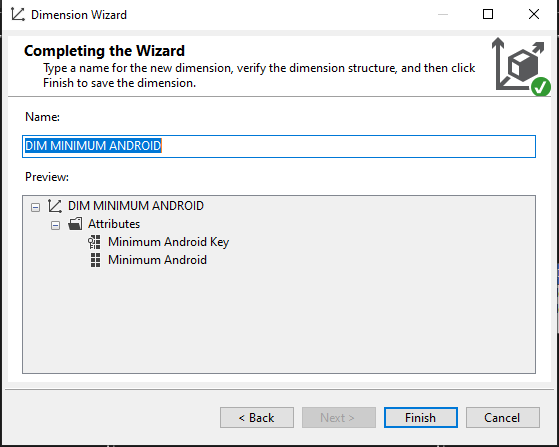 Dimension Wizard
Completing the Wizard
Type a name for the new dimension, verify the dimension structure, and then click
Finish to save the dimension.
Name:
DIM MINIMUM ANDROID
Preview:
DIM MINIMUM ANDROID
Attributes
Minimum Android Key
Minimum Android
< Back
Next >
Finish
Cancel